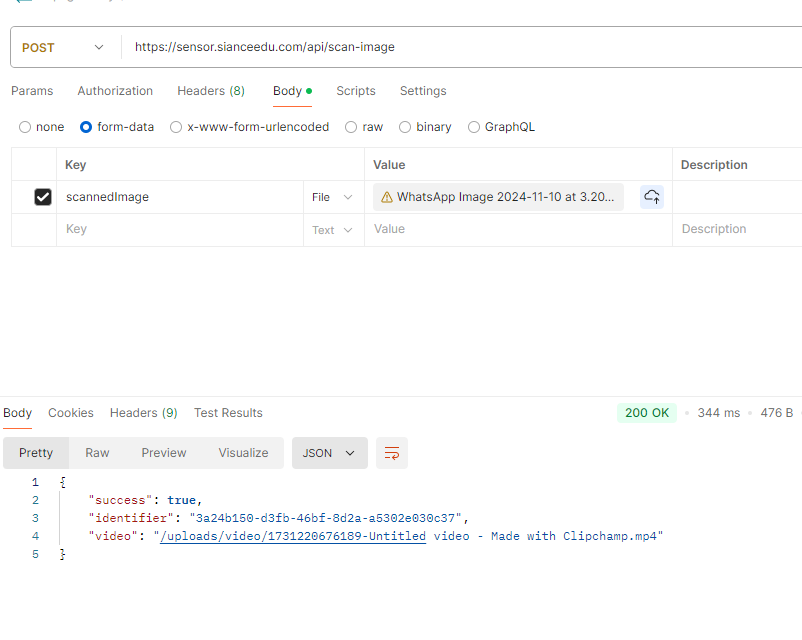 POST https://sensor.sianceedu.com/api/scan-image
Params Authorization Headers (8) Body Scripts Settings
none form-data x-www-form-urlencoded raw binary GraphQL
Key Value Description
scannedImage File WhatsApp Image 2024-11-10 at 3.20...
Key Text Value Description
Body Cookies Headers (9) Test Results 200 OK 344 ms 476 B
Pretty Raw Preview Visualize JSON
1 {
2 "success": true,
3 "identifier": "3a24b150-d3fb-46bf-8d2a-a5302e030c37",
4 "video": "/uploads/video/1731220676189-Untitled video - Made with Clipchamp.mp4"
5 }